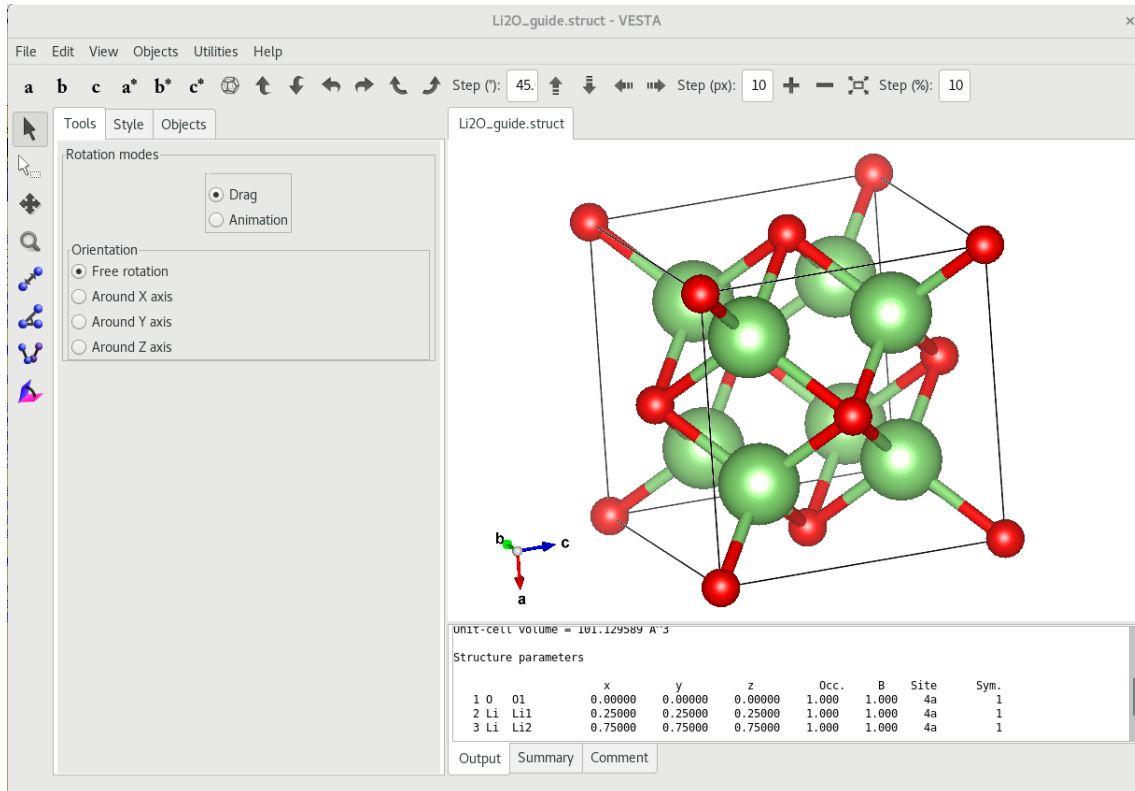 Li2O_guide.struct - VESTA
File Edit View Objects Utilities Help
a b c a* b* c* Step (°): 45. Step (px): 10 Step (%): 10
Tools Style Objects
Li2O_guide.struct
Rotation modes
Drag
Animation
Orientation
Free rotation
Around X axis
Around Y axis
Around Z axis
b
c
a
Unit-cell volume = 101.129589 Å^3
Structure parameters
x y z Occ. B Site Sym.
1 O O1 0.00000 0.00000 0.00000 1.000 1.000 4a 1
2 Li Li1 0.25000 0.25000 0.25000 1.000 1.000 4a 1
3 Li Li2 0.75000 0.75000 0.75000 1.000 1.000 4a 1
Output Summary Comment